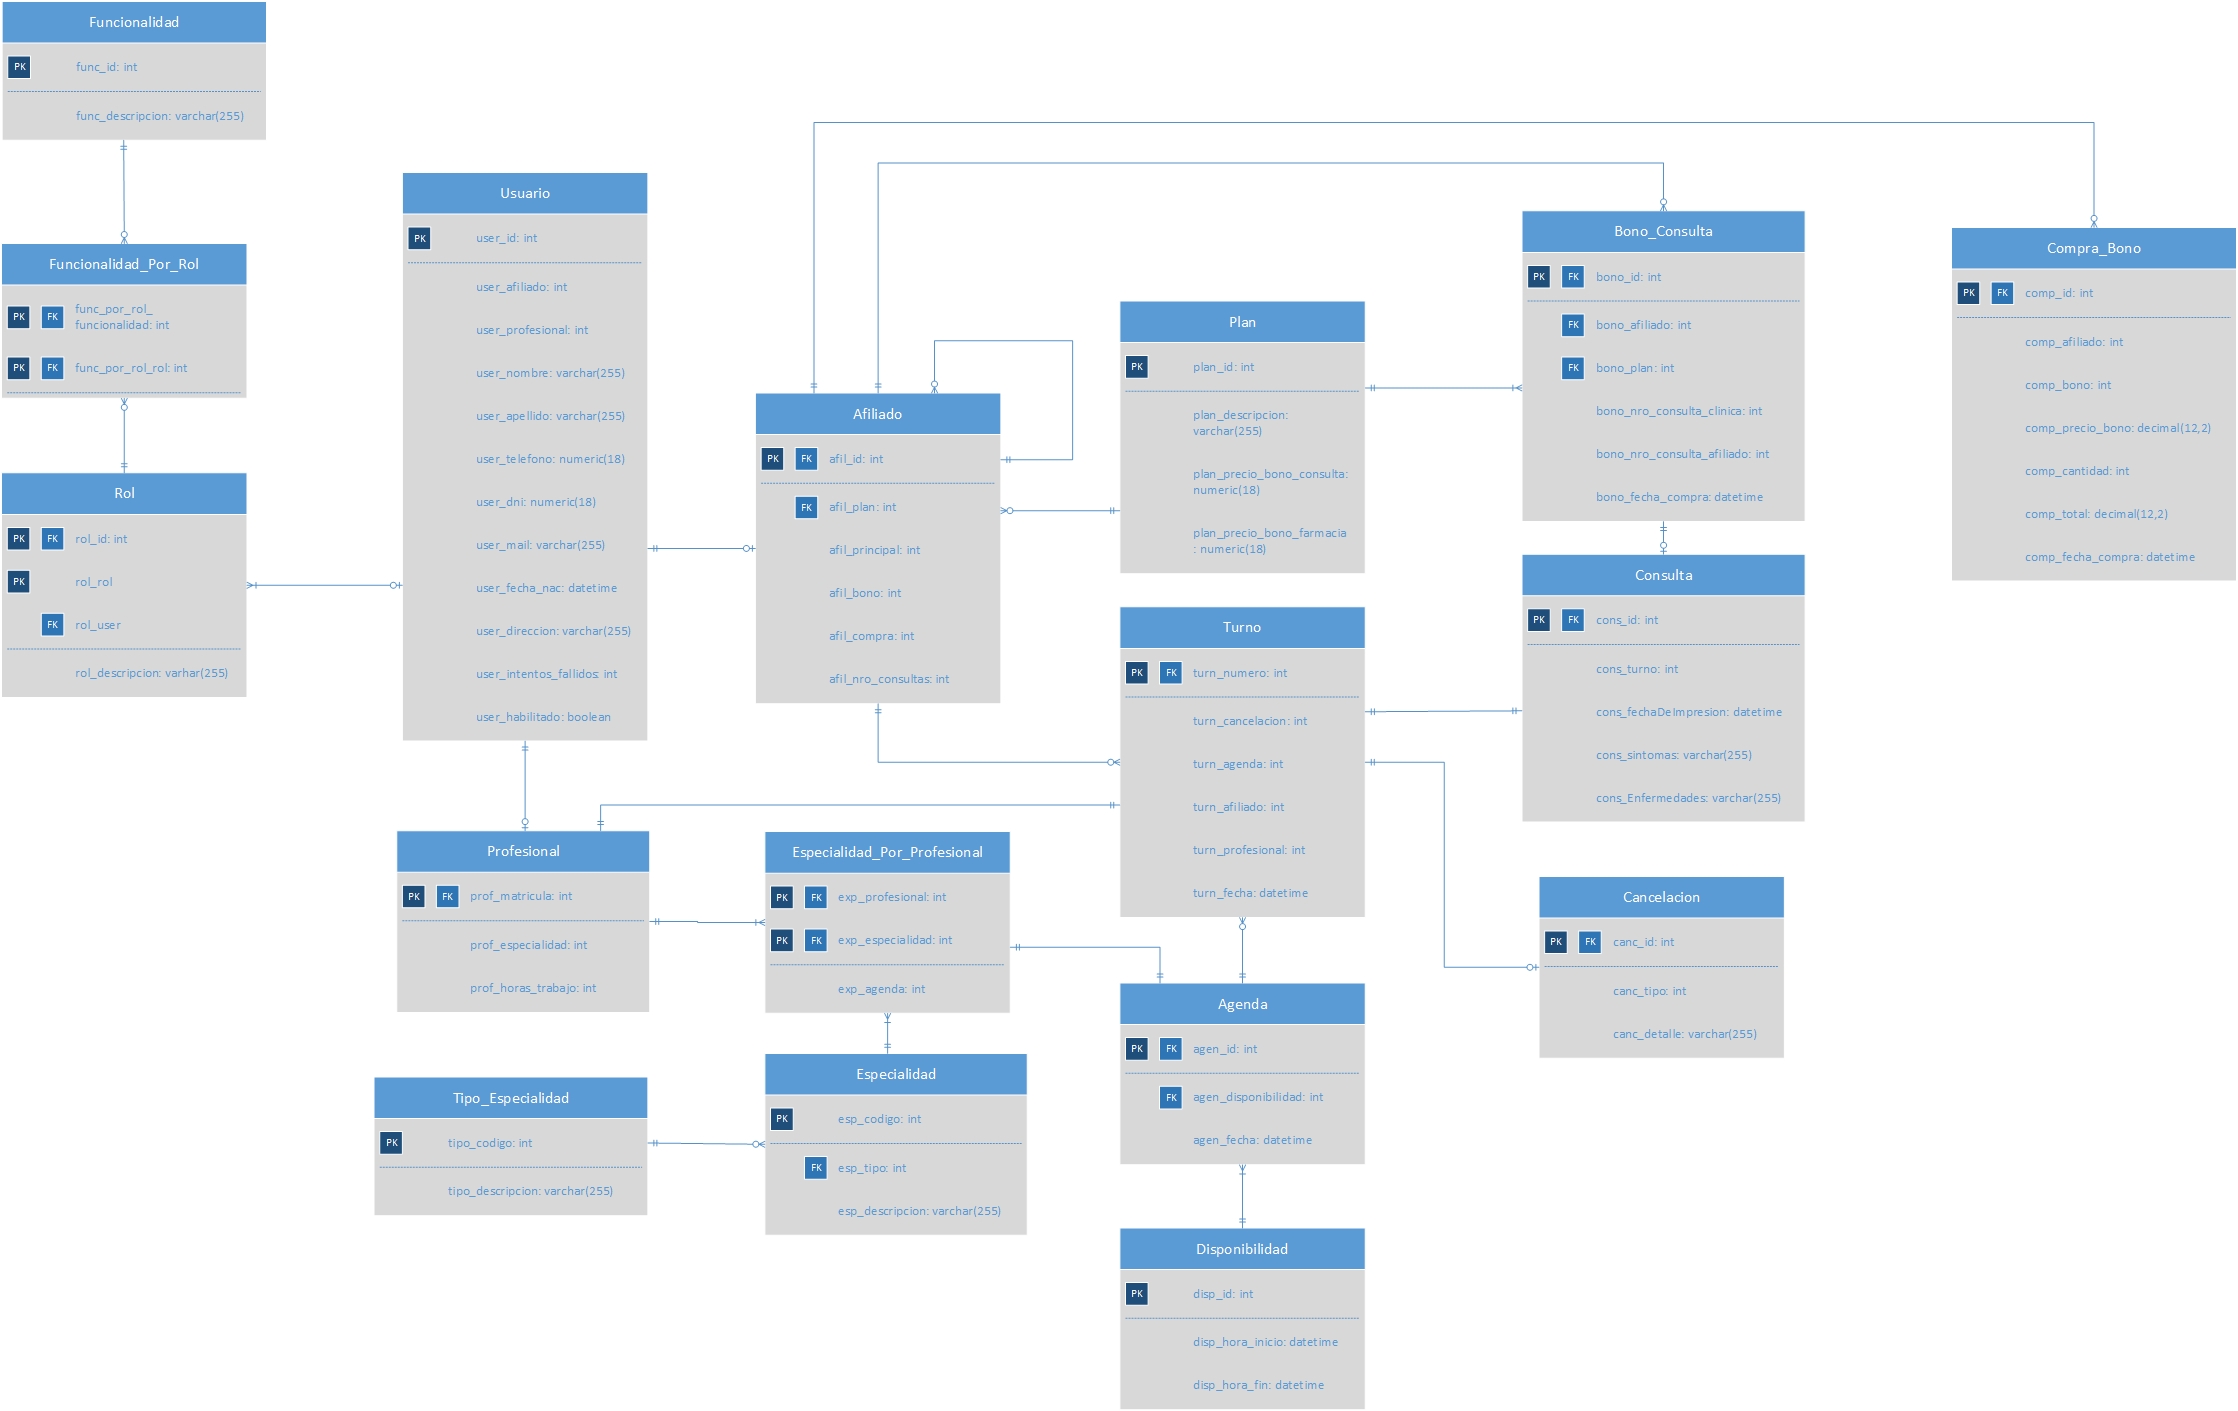 Funcionalidad
PK func_id: int
func_descripcion: varchar(255)
Funcionalidad_Por_Rol
PK FK func_por_rol_
funcionalidad: int
PK FK func_por_rol_rol: int
Rol
PK FK rol_id: int
PK rol_rol
FK rol_user
rol_descripcion: varhar(255)
Usuario
PK user_id: int
user_afiliado: int
user_profesional: int
user_nombre: varchar(255)
user_apellido: varchar(255)
user_telefono: numeric(18)
user_dni: numeric(18)
user_mail: varchar(255)
user_fecha_nac: datetime
user_direccion: varchar(255)
user_intentos_fallidos: int
user_habilitado: boolean
Afiliado
PK FK afil_id: int
FK afil_plan: int
afil_principal: int
afil_bono: int
afil_compra: int
afil_nro_consultas: int
Plan
PK plan_id: int
plan_descripcion:
varchar(255)
plan_precio_bono_consulta:
numeric(18)
plan_precio_bono_farmacia
: numeric(18)
Bono_Consulta
PK FK bono_id: int
FK bono_afiliado: int
FK bono_plan: int
bono_nro_consulta_clinica: int
bono_nro_consulta_afiliado: int
bono_fecha_compra: datetime
Compra_Bono
PK FK comp_id: int
comp_afiliado: int
comp_bono: int
comp_precio_bono: decimal(12,2)
comp_cantidad: int
comp_total: decimal(12,2)
comp_fecha_compra: datetime
Turno
PK FK turn_numero: int
turn_cancelacion: int
turn_agenda: int
turn_afiliado: int
turn_profesional: int
turn_fecha: datetime
Consulta
PK FK cons_id: int
cons_turno: int
cons_fechaDeImpresion: datetime
cons_sintomas: varchar(255)
cons_Enfermedades: varchar(255)
Profesional
PK FK prof_matricula: int
prof_especialidad: int
prof_horas_trabajo: int
Especialidad_Por_Profesional
PK FK exp_profesional: int
PK FK exp_especialidad: int
exp_agenda: int
Cancelacion
PK FK canc_id: int
canc_tipo: int
canc_detalle: varchar(255)
Agenda
PK FK agen_id: int
FK agen_disponibilidad: int
agen_fecha: datetime
Tipo_Especialidad
PK tipo_codigo: int
tipo_descripcion: varchar(255)
Especialidad
PK esp_codigo: int
FK esp_tipo: int
esp_descripcion: varchar(255)
Disponibilidad
PK disp_id: int
disp_hora_inicio: datetime
disp_hora_fin: datetime